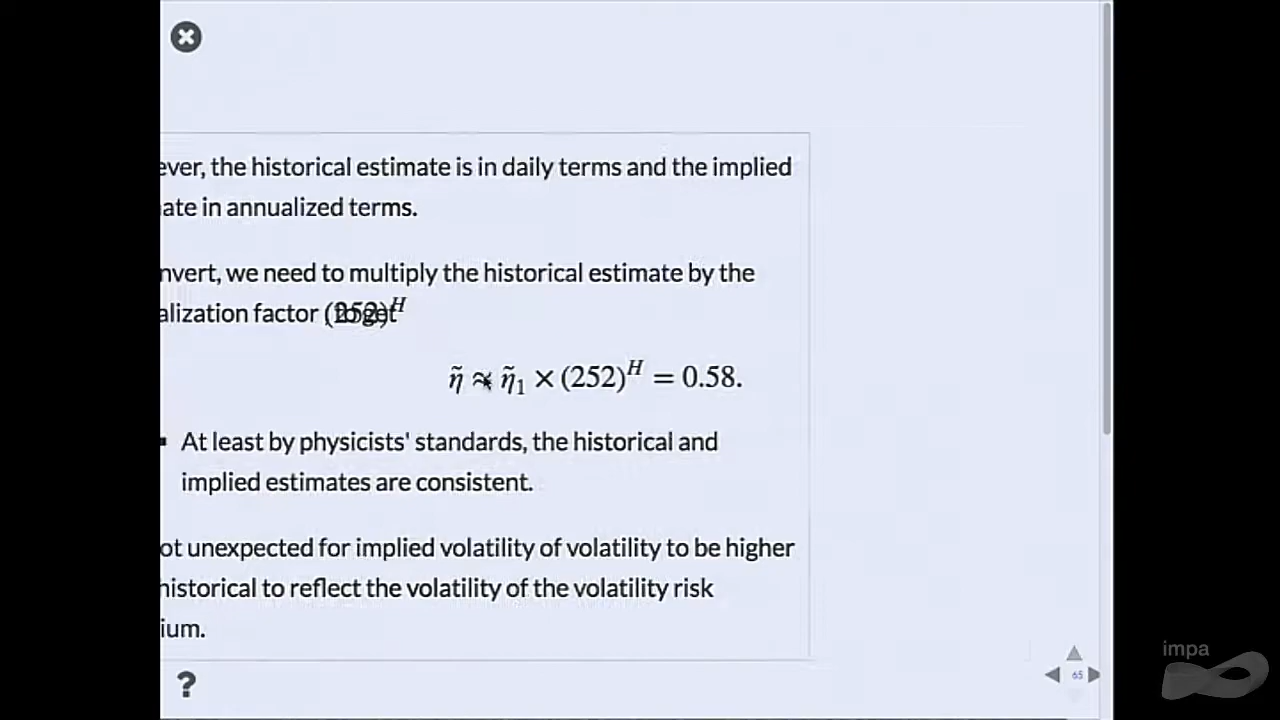 ever, the historical estimate is in daily terms and the implied
ate in annualized terms.
nvert, we need to multiply the historical estimate by the
alization factor (252)^H to get
η̃ ≈ η̃₁ × (252)^H = 0.58.
▪ At least by physicists' standards, the historical and
implied estimates are consistent.
ot unexpected for implied volatility of volatility to be higher
historical to reflect the volatility of the volatility risk
ium.
?
65
impa